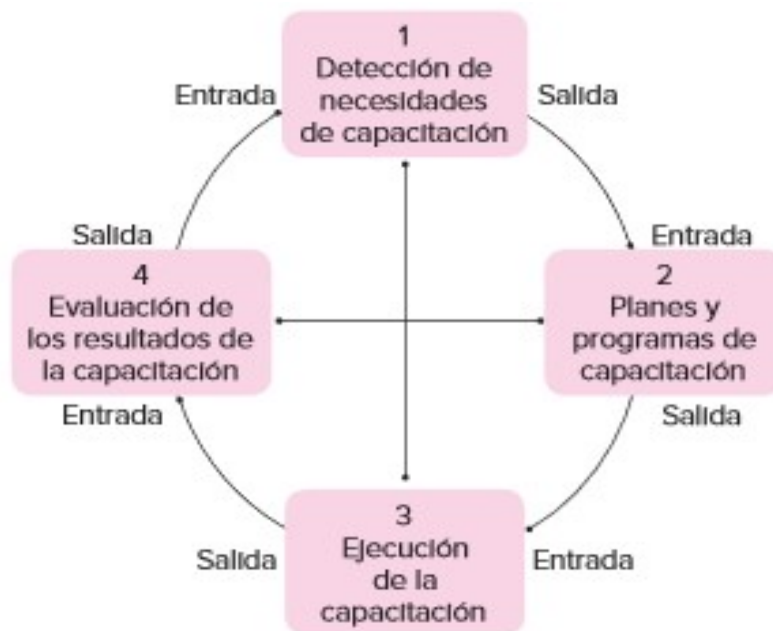 1
Detección de
necesidades
de capacitación
Entrada
Salida
Salida
Entrada
4
Evaluación de
los resultados de
la capacitación
2
Planes y
programas de
capacitación
Entrada
Salida
3
Ejecución
de la
capacitación
Salida
Entrada